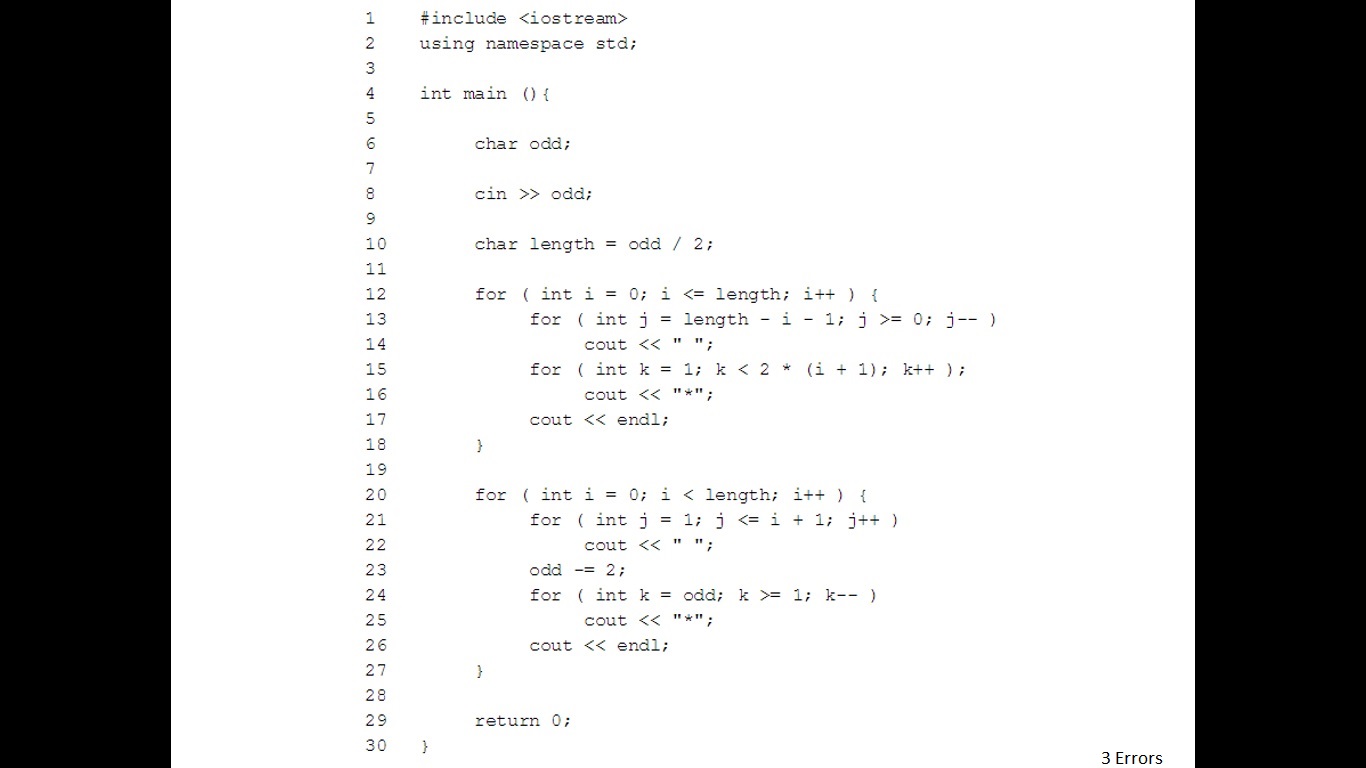 1 #include <iostream>
2 using namespace std;
3
4 int main (){
5
6 char odd;
7
8 cin >> odd;
9
10 char length = odd / 2;
11
12 for ( int i = 0; i <= length; i++ ) {
13 for ( int j = length - i - 1; j >= 0; j-- )
14 cout << " ";
15 for ( int k = 1; k < 2 * (i + 1); k++ );
16 cout << "*";
17 cout << endl;
18 }
19
20 for ( int i = 0; i < length; i++ ) {
21 for ( int j = 1; j <= i + 1; j++ )
22 cout << " ";
23 odd -= 2;
24 for ( int k = odd; k >= 1; k-- )
25 cout << "*";
26 cout << endl;
27 }
28
29 return 0;
30 }
3 Errors